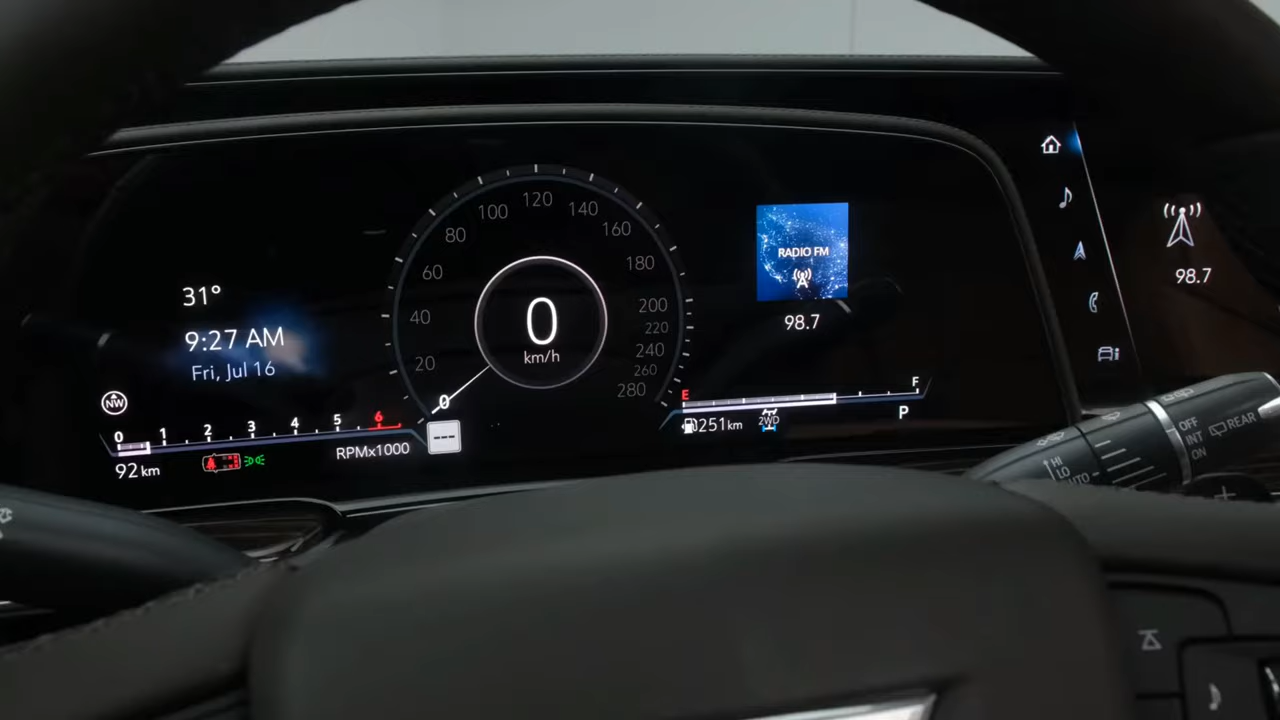 31°
9:27 AM
Fri, Jul 16
NW
0 1 2 3 4 5 6
RPMx1000
92 km
0 20 40 60 80 100 120 140 160 180 200 220 240 260 280
0
km/h
---
RADIO FM
98.7
E F
251km
2WD
P
98.7
HI
LO
AUTO
OFF
INT
ON
REAR